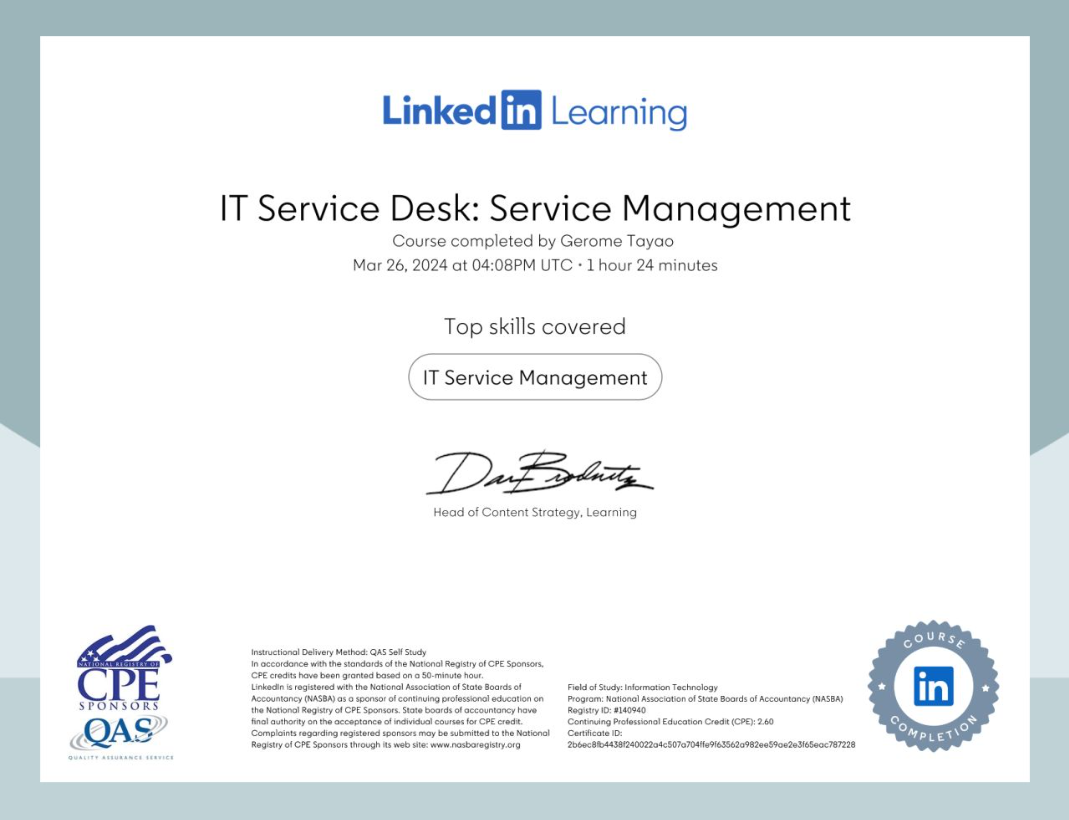 LinkedIn Learning
IT Service Desk: Service Management
Course completed by Gerome Tayao
Mar 26, 2024 at 04:08PM UTC • 1 hour 24 minutes
Top skills covered
IT Service Management
Head of Content Strategy, Learning
NATIONAL REGISTRY OF
CPE
SPONSORS
QAS
QUALITY ASSURANCE SERVICE
Instructional Delivery Method: QAS Self Study
In accordance with the standards of the National Registry of CPE Sponsors,
CPE credits have been granted based on a 50-minute hour.
LinkedIn is registered with the National Association of State Boards of
Accountancy (NASBA) as a sponsor of continuing professional education on
the National Registry of CPE Sponsors. State boards of accountancy have
final authority on the acceptance of individual courses for CPE credit.
Complaints regarding registered sponsors may be submitted to the National
Registry of CPE Sponsors through its web site: www.nasbaregistry.org
Field of Study: Information Technology
Program: National Association of State Boards of Accountancy (NASBA)
Registry ID: #140940
Continuing Professional Education Credit (CPE): 2.60
Certificate ID:
COURSE
in
COMPLETION